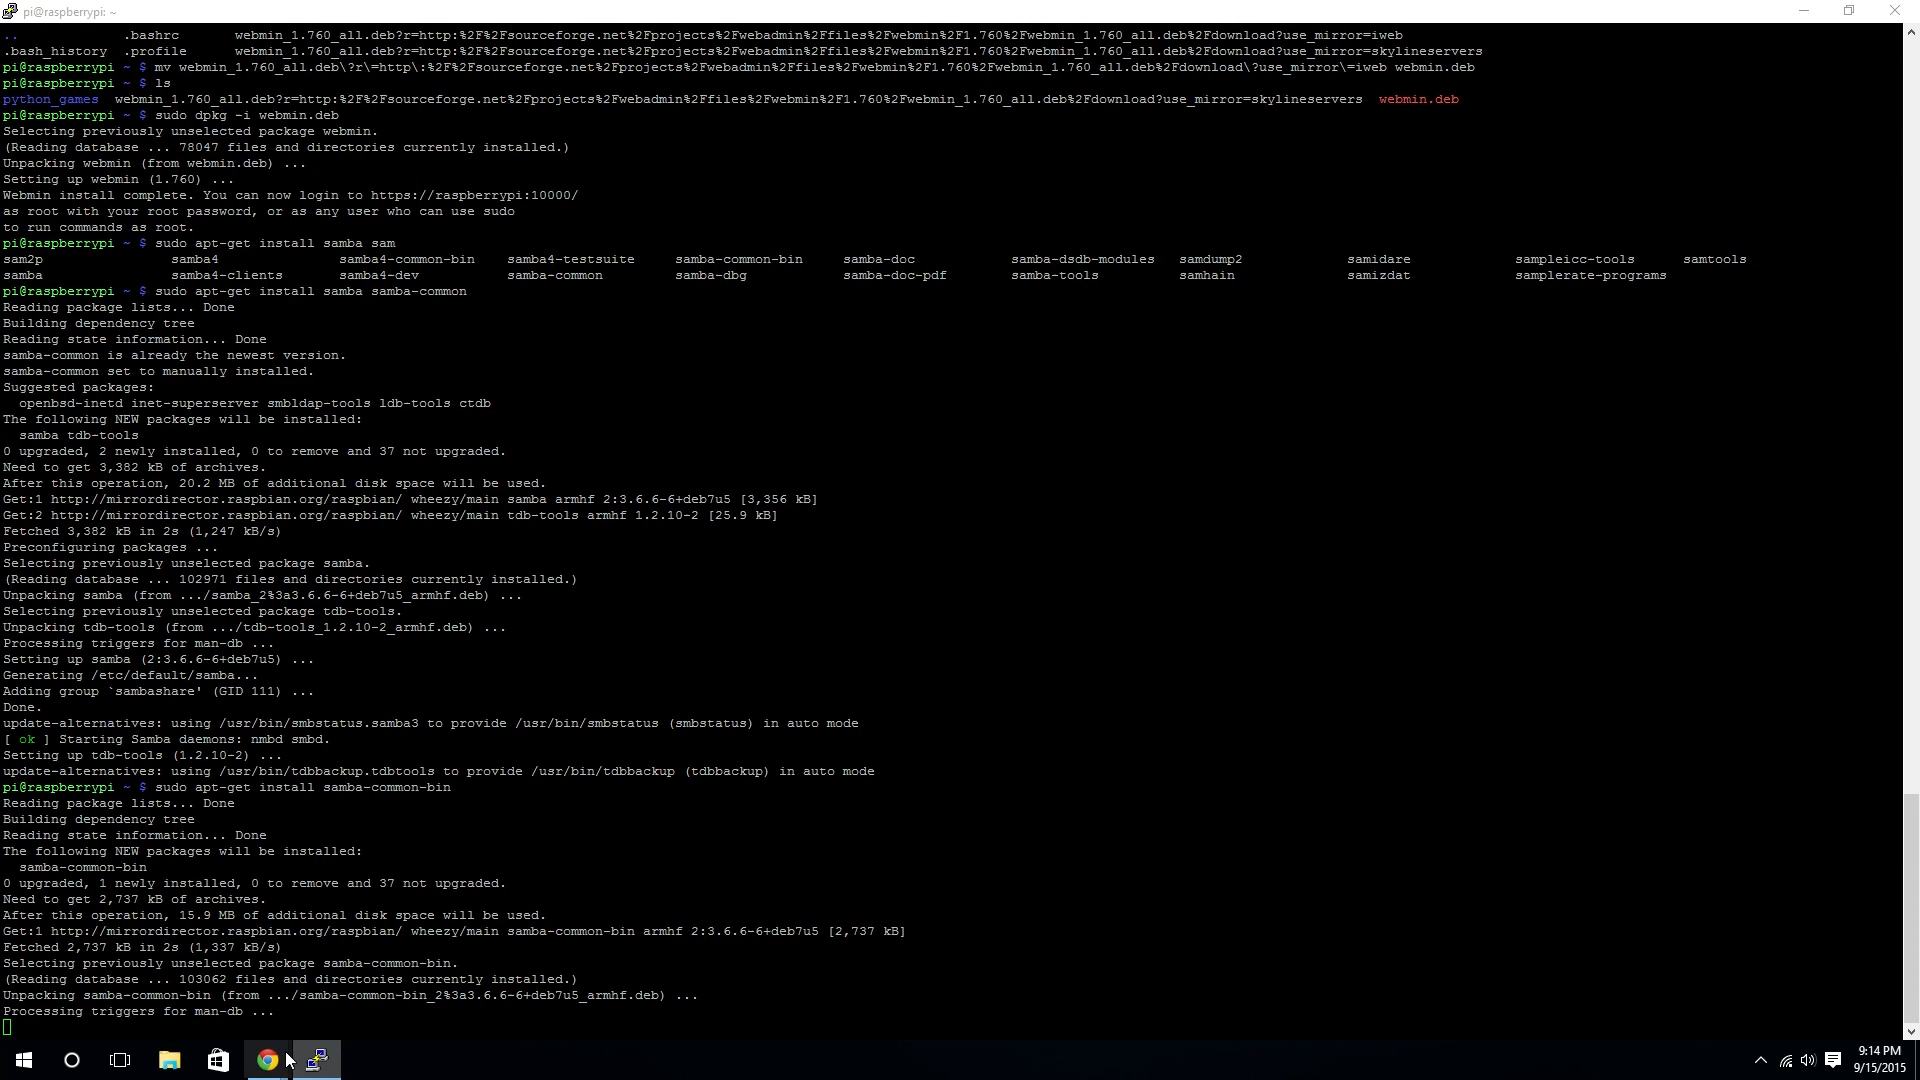 pi@raspberrypi: ~
..              .bashrc       webmin_1.760_all.deb?r=http:%2F%2Fsourceforge.net%2Fprojects%2Fwebadmin%2Ffiles%2Fwebmin%2F1.760%2Fwebmin_1.760_all.deb%2Fdownload?use_mirror=iweb
.bash_history  .profile      webmin_1.760_all.deb?r=http:%2F%2Fsourceforge.net%2Fprojects%2Fwebadmin%2Ffiles%2Fwebmin%2F1.760%2Fwebmin_1.760_all.deb%2Fdownload?use_mirror=skylineservers
pi@raspberrypi ~ $ mv webmin_1.760_all.deb\?r\=http\:%2F%2Fsourceforge.net%2Fprojects%2Fwebadmin%2Ffiles%2Fwebmin%2F1.760%2Fwebmin_1.760_all.deb%2Fdownload\?use_mirror\=iweb webmin.deb
pi@raspberrypi ~ $ ls
python_games  webmin_1.760_all.deb?r=http:%2F%2Fsourceforge.net%2Fprojects%2Fwebadmin%2Ffiles%2Fwebmin%2F1.760%2Fwebmin_1.760_all.deb%2Fdownload?use_mirror=skylineservers  webmin.deb
pi@raspberrypi ~ $ sudo dpkg -i webmin.deb
Selecting previously unselected package webmin.
(Reading database ... 78047 files and directories currently installed.)
Unpacking webmin (from webmin.deb) ...
Setting up webmin (1.760) ...
Webmin install complete. You can now login to https://raspberrypi:10000/
as root with your root password, or as any user who can use sudo
to run commands as root.
pi@raspberrypi ~ $ sudo apt-get install samba sam
sam2p  samba4  samba4-common-bin  samba4-testsuite  samba-common-bin  samba-doc  samba-dsdb-modules  samdump2  samidare  sampleicc-tools  samtools
samba  samba4-clients  samba4-dev  samba-common  samba-dbg  samba-doc-pdf  samba-tools  samhain  samizdat  samplerate-programs
pi@raspberrypi ~ $ sudo apt-get install samba samba-common
Reading package lists... Done
Building dependency tree
Reading state information... Done
samba-common is already the newest version.
samba-common set to manually installed.
Suggested packages:
  openbsd-inetd inet-superserver smbldap-tools ldb-tools ctdb
The following NEW packages will be installed:
  samba tdb-tools
0 upgraded, 2 newly installed, 0 to remove and 37 not upgraded.
Need to get 3,382 kB of archives.
After this operation, 20.2 MB of additional disk space will be used.
Get:1 http://mirrordirector.raspbian.org/raspbian/ wheezy/main samba armhf 2:3.6.6-6+deb7u5 [3,356 kB]
Get:2 http://mirrordirector.raspbian.org/raspbian/ wheezy/main tdb-tools armhf 1.2.10-2 [25.9 kB]
Fetched 3,382 kB in 2s (1,247 kB/s)
Preconfiguring packages ...
Selecting previously unselected package samba.
(Reading database ... 102971 files and directories currently installed.)
Unpacking samba (from .../samba_2%3a3.6.6-6+deb7u5_armhf.deb) ...
Selecting previously unselected package tdb-tools.
Unpacking tdb-tools (from .../tdb-tools_1.2.10-2_armhf.deb) ...
Processing triggers for man-db ...
Setting up samba (2:3.6.6-6+deb7u5) ...
Generating /etc/default/samba...
Adding group `sambashare' (GID 111) ...
Done.
update-alternatives: using /usr/bin/smbstatus.samba3 to provide /usr/bin/smbstatus (smbstatus) in auto mode
[ ok ] Starting Samba daemons: nmbd smbd.
Setting up tdb-tools (1.2.10-2) ...
update-alternatives: using /usr/bin/tdbbackup.tdbtools to provide /usr/bin/tdbbackup (tdbbackup) in auto mode
pi@raspberrypi ~ $ sudo apt-get install samba-common-bin
Reading package lists... Done
Building dependency tree
Reading state information... Done
The following NEW packages will be installed:
  samba-common-bin
0 upgraded, 1 newly installed, 0 to remove and 37 not upgraded.
Need to get 2,737 kB of archives.
After this operation, 15.9 MB of additional disk space will be used.
Get:1 http://mirrordirector.raspbian.org/raspbian/ wheezy/main samba-common-bin armhf 2:3.6.6-6+deb7u5 [2,737 kB]
Fetched 2,737 kB in 2s (1,337 kB/s)
Selecting previously unselected package samba-common-bin.
(Reading database ... 103062 files and directories currently installed.)
Unpacking samba-common-bin (from .../samba-common-bin_2%3a3.6.6-6+deb7u5_armhf.deb) ...
Processing triggers for man-db ...
9:14 PM
9/15/2015